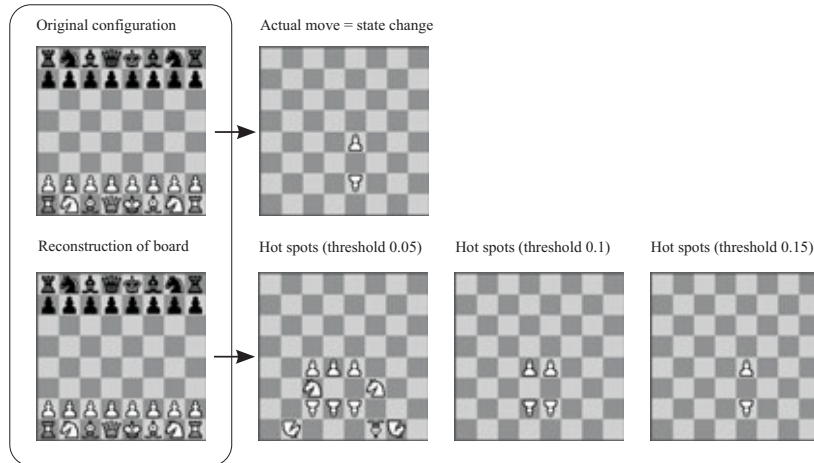 Original configuration
Actual move = state change
Reconstruction of board
Hot spots (threshold 0.05)
Hot spots (threshold 0.1)
Hot spots (threshold 0.15)